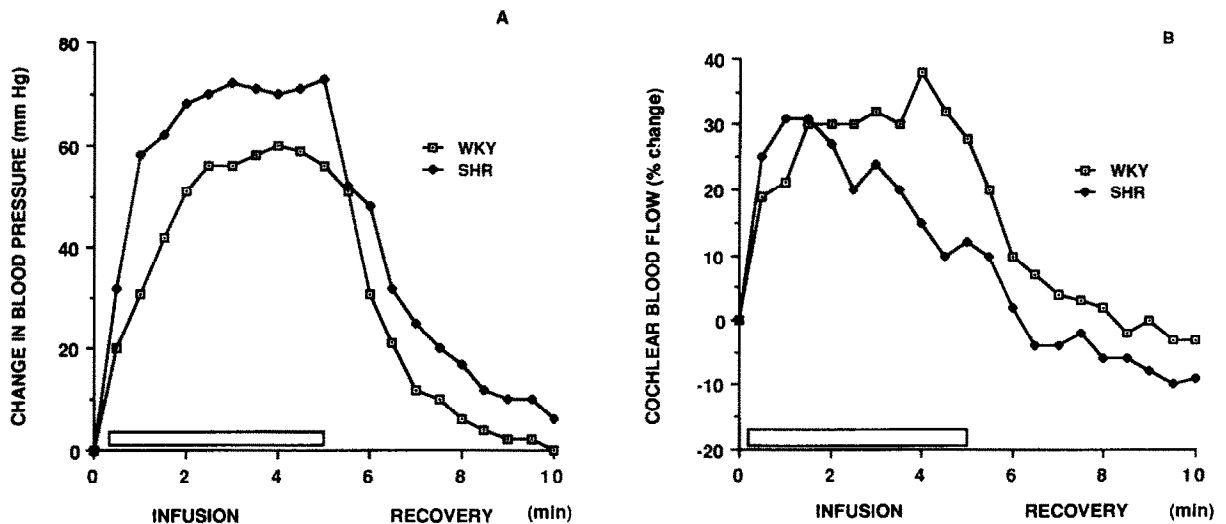 A
CHANGE IN BLOOD PRESSURE (mm Hg)
80
60
40
20
0
WKY
SHR
0 2 4 6 8 10
INFUSION RECOVERY (min)
B
COCHLEAR BLOOD FLOW (% change)
40
30
20
10
0
-10
-20
WKY
SHR
0 2 4 6 8 10
INFUSION RECOVERY (min)